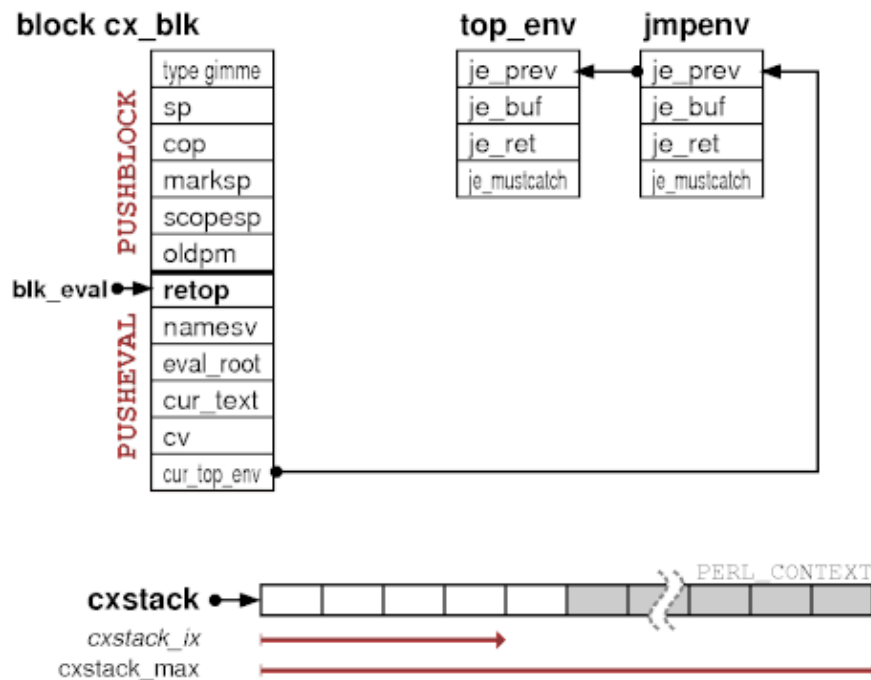 block cx_blk
top_env
jmpenv
PUSHBLOCK
type gimme
sp
cop
marksp
scopesp
oldpm
blk_eval
retop
PUSHEVAL
namesv
eval_root
cur_text
cv
cur_top_env
je_prev
je_buf
je_ret
je_mustcatch
je_prev
je_buf
je_ret
je_mustcatch
PERL_CONTEXT
cxstack
cxstack_ix
cxstack_max